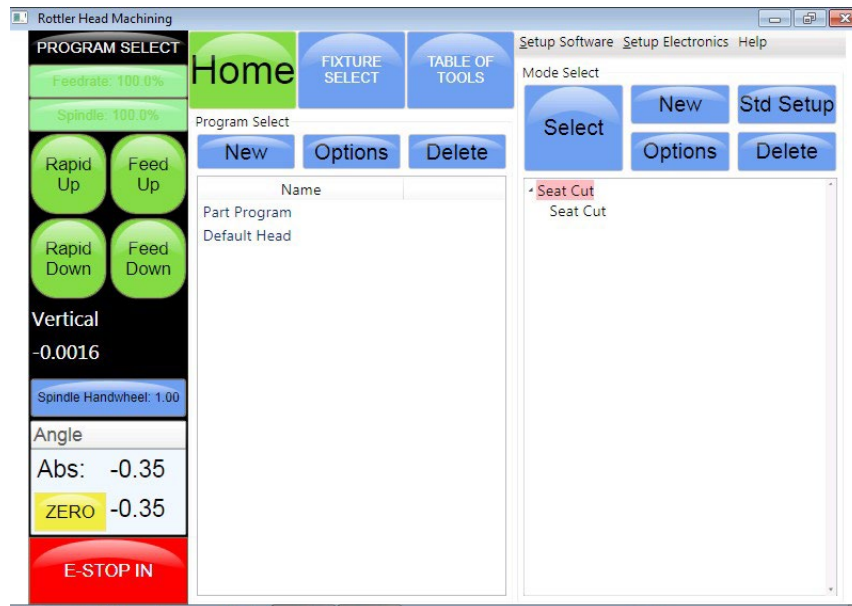 Rottler Head Machining
PROGRAM SELECT
Feedrate: 100.0%
Spindle: 100.0%
Rapid Up
Feed Up
Rapid Down
Feed Down
Vertical
-0.0016
Spindle Handwheel: 1.00
Angle
Abs: -0.35
ZERO -0.35
E-STOP IN
Home
FIXTURE SELECT
TABLE OF TOOLS
Program Select
New Options Delete
Name
Part Program
Default Head
Setup Software Setup Electronics Help
Mode Select
Select
New
Std Setup
Options
Delete
Seat Cut
Seat Cut